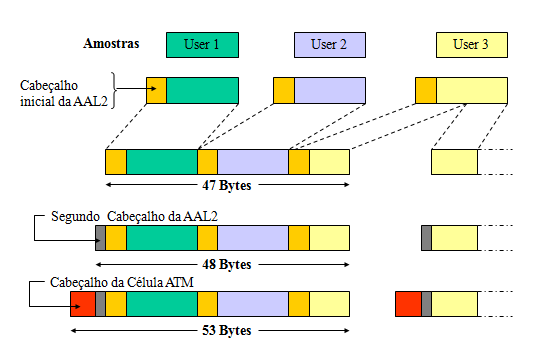 Amostras
User 1
User 2
User 3
Cabeçalho
inicial da AAL2
47 Bytes
Segundo Cabeçalho da AAL2
48 Bytes
Cabeçalho da Célula ATM
53 Bytes